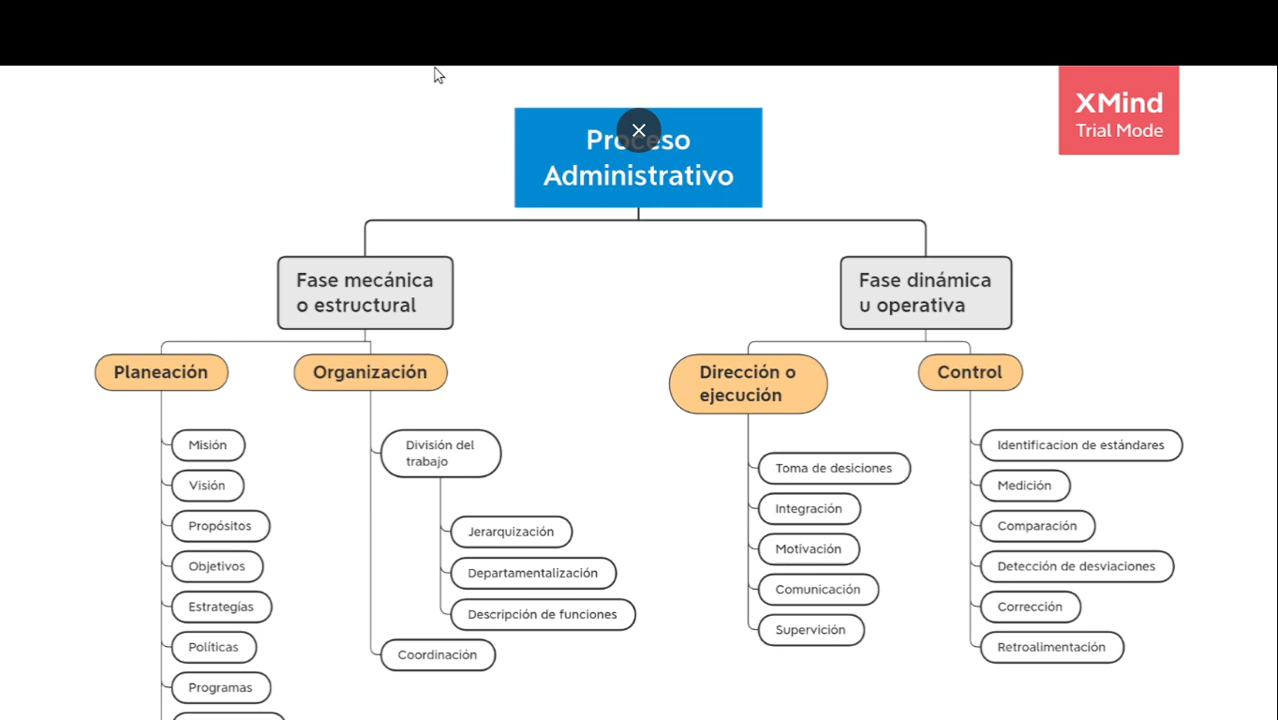 XMind
Trial Mode
Proceso
Administrativo
Fase mecánica
o estructural
Fase dinámica
u operativa
Planeación
Organización
Dirección o
ejecución
Control
Misión
Visión
Propósitos
Objetivos
Estrategías
Políticas
Programas
División del
trabajo
Jerarquización
Departamentalización
Descripción de funciones
Coordinación
Toma de desiciones
Integración
Motivación
Comunicación
Supervición
Identificacion de estándares
Medición
Comparación
Detección de desviaciones
Corrección
Retroalimentación